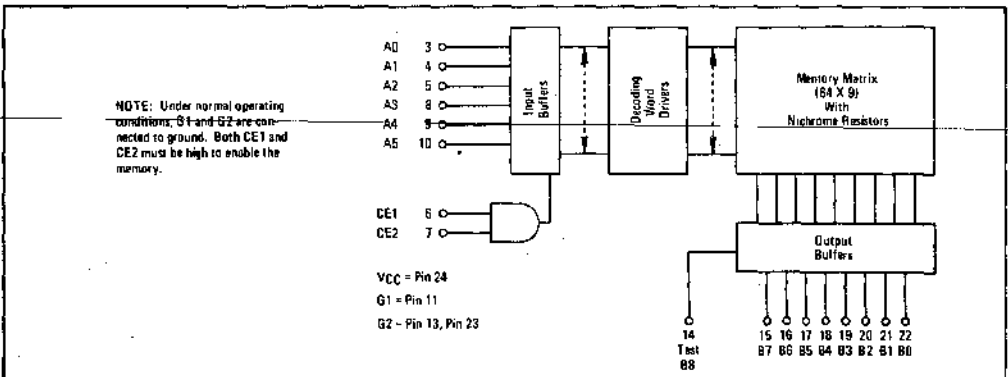 NOTE: Under normal operating
conditions, G1 and G2 are con-
nected to ground. Both CE1 and
CE2 must be high to enable the
memory.
A0 3
A1 4
A2 5
A3 8
A4 9
A5 10
CE1 6
CE2 7
VCC = Pin 24
G1 = Pin 11
G2 – Pin 13, Pin 23
Input
Buffers
Decoding
Word
Drivers
Memory Matrix
(64 X 9)
With
Nichrome Resistors
Output
Buffers
14 15 16 17 18 19 20 21 22
Test B7 B6 B5 B4 B3 B2 B1 B0
B8